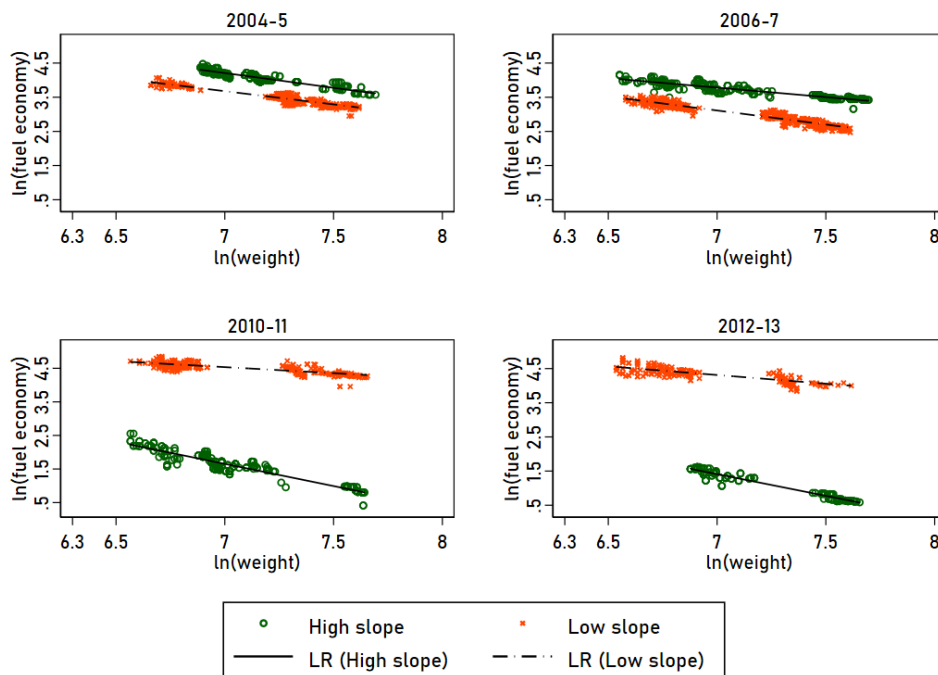 2004-5
2006-7
ln(fuel economy)
.5 1.5 2.5 3.5 4.5
6.3 6.5 7 7.5 8
ln(weight)
ln(fuel economy)
.5 1.5 2.5 3.5 4.5
6.3 6.5 7 7.5 8
ln(weight)
2010-11
2012-13
ln(fuel economy)
.5 1.5 2.5 3.5 4.5
6.3 6.5 7 7.5 8
ln(weight)
ln(fuel economy)
.5 1.5 2.5 3.5 4.5
6.3 6.5 7 7.5 8
ln(weight)
High slope
Low slope
LR (High slope)
LR (Low slope)